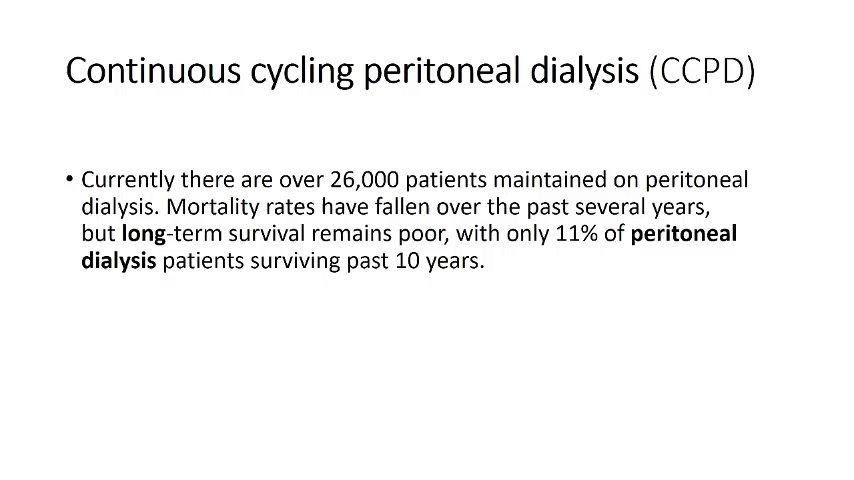 Continuous cycling peritoneal dialysis (CCPD)
• Currently there are over 26,000 patients maintained on peritoneal
dialysis. Mortality rates have fallen over the past several years,
but long-term survival remains poor, with only 11% of peritoneal
dialysis patients surviving past 10 years.